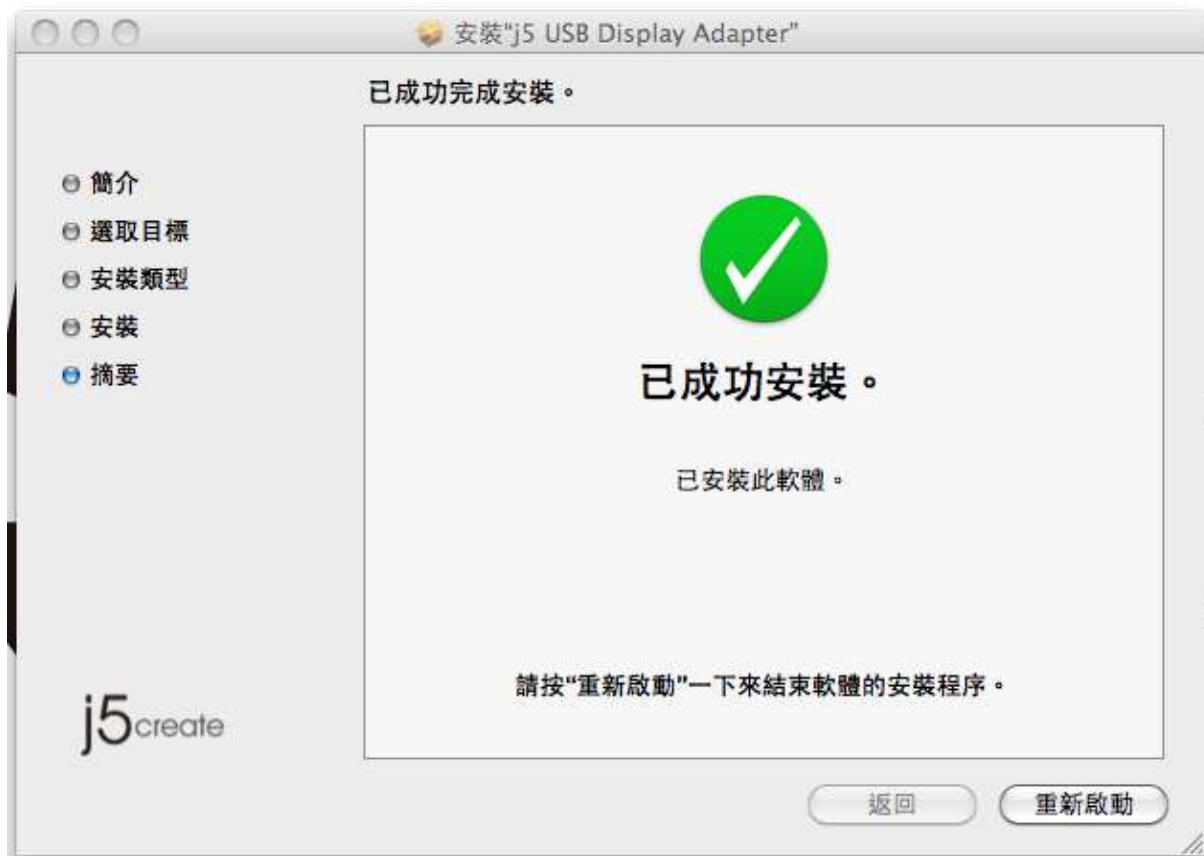 安裝“j5 USB Display Adapter”
已成功完成安裝。
簡介
選取目標
安裝類型
安裝
摘要
已成功安裝。
已安裝此軟體。
請按“重新啟動”一下來結束軟體的安裝程序。
j5create
返回
重新啟動